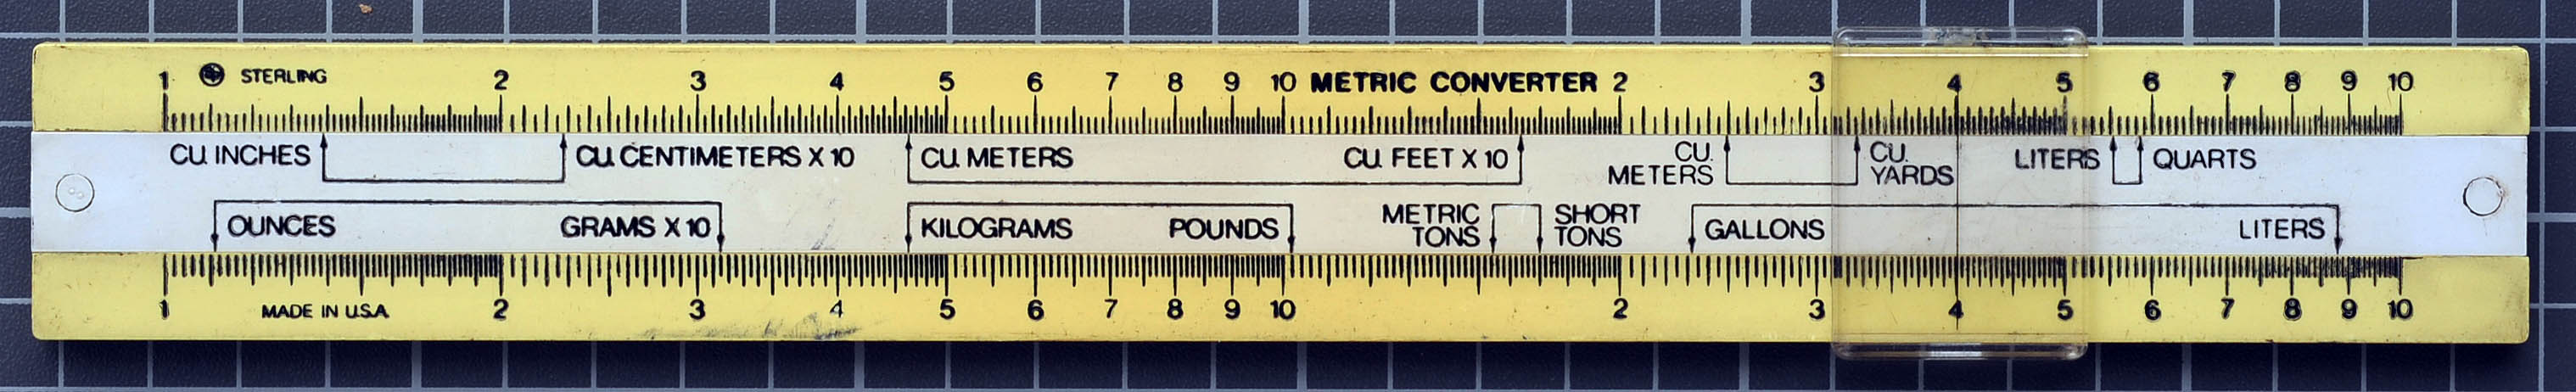 STERLING
1 2 3 4 5 6 7 8 9 10 METRIC CONVERTER 2 3 4 5 6 7 8 9 10
CU. INCHES CU. CENTIMETERS X 10 CU. METERS CU. FEET X 10 CU. METERS CU. YARDS LITERS QUARTS
OUNCES GRAMS X 10 KILOGRAMS POUNDS METRIC TONS SHORT TONS GALLONS LITERS
1 2 3 4 5 6 7 8 9 10 2 3 4 5 6 7 8 9 10
MADE IN U.S.A